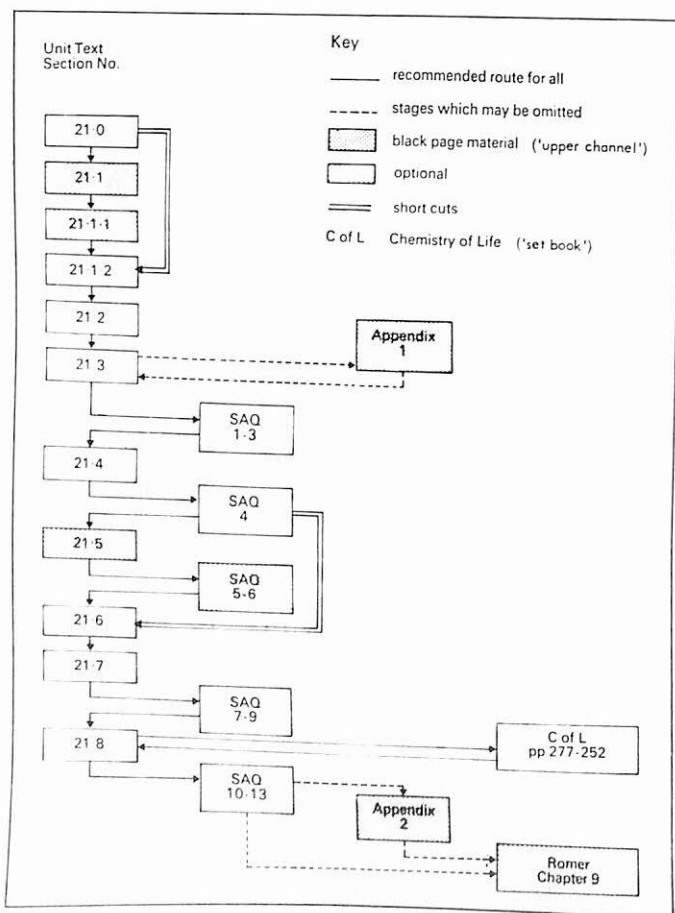 Unit Text
Section No.
Key
recommended route for all
stages which may be omitted
black page material ('upper channel')
optional
short cuts
C of L Chemistry of Life ('set book')
21·0
21·1
21·1·1
21·1 2
21 2
21 3
Appendix
1
SAQ
1-3
21·4
SAQ
4
21·5
SAQ
5-6
21·6
21·7
SAQ
7-9
21 8
C of L
pp 277-252
SAQ
10-13
Appendix
2
Romer
Chapter 9